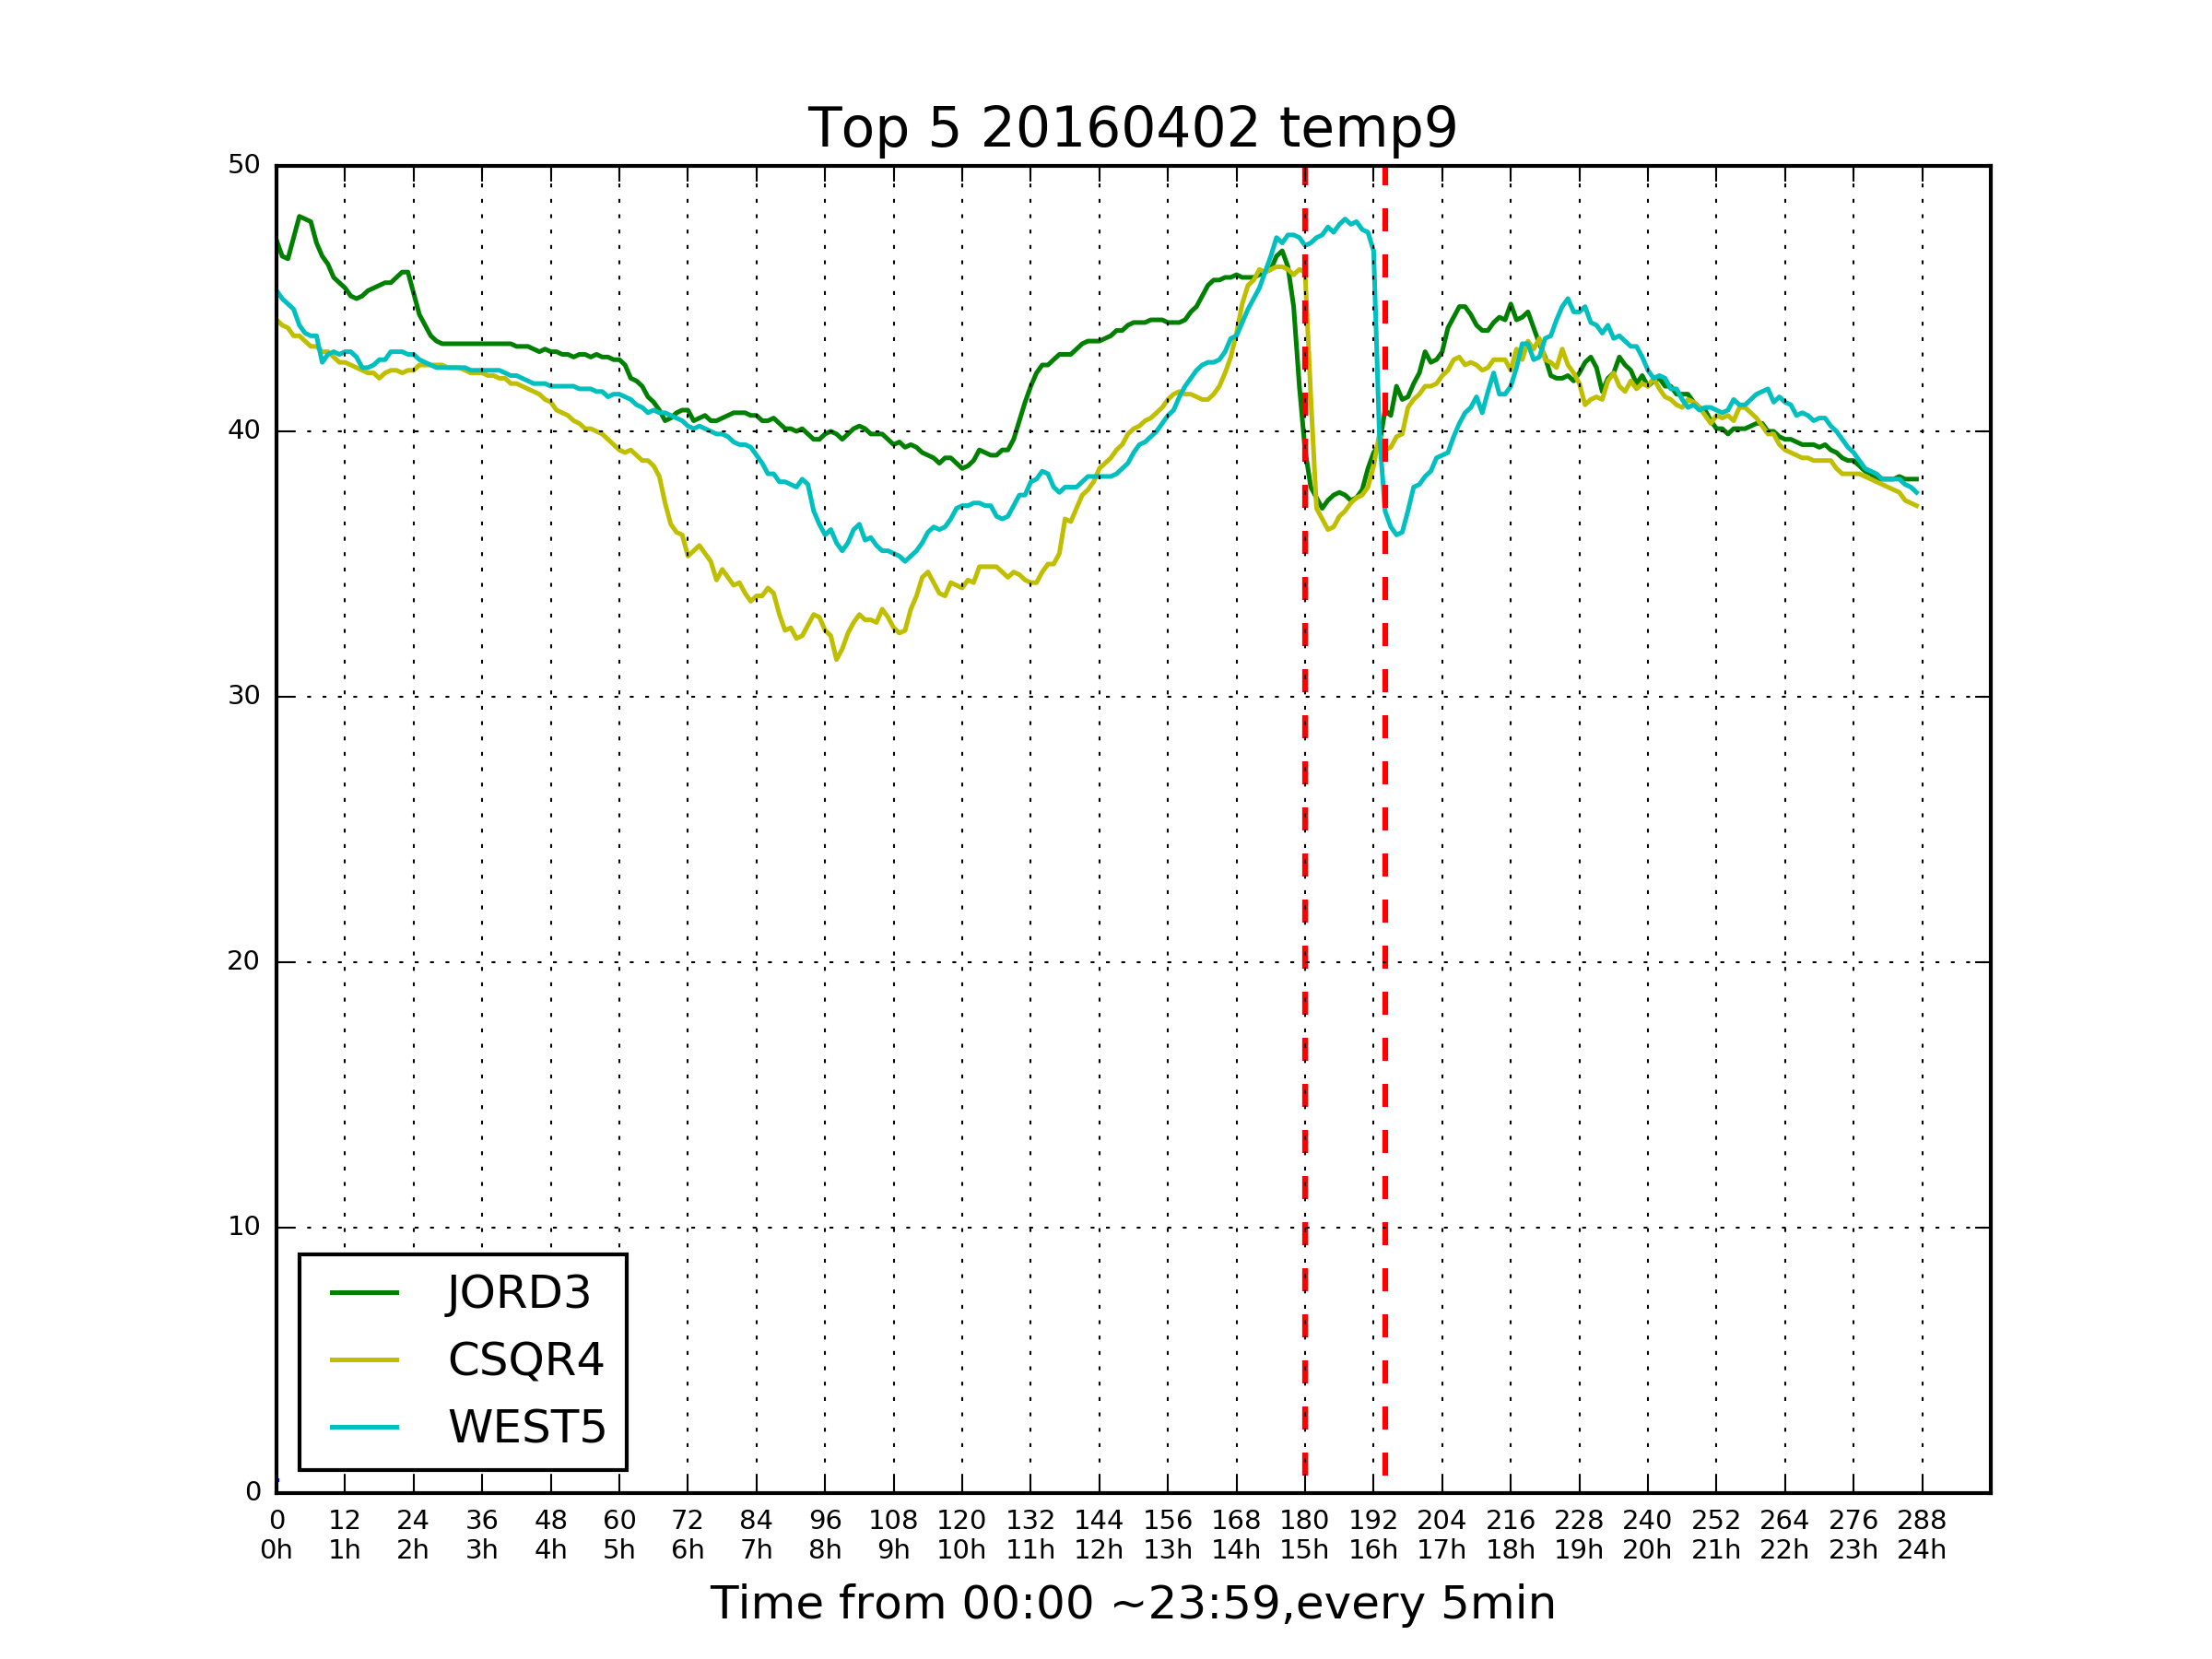 Top 5 20160402 temp9
50
40
30
20
10
0
JORD3
CSQR4
WEST5
0 12 24 36 48 60 72 84 96 108 120 132 144 156 168 180 192 204 216 228 240 252 264 276 288
0h 1h 2h 3h 4h 5h 6h 7h 8h 9h 10h 11h 12h 13h 14h 15h 16h 17h 18h 19h 20h 21h 22h 23h 24h
Time from 00:00 ~23:59,every 5min